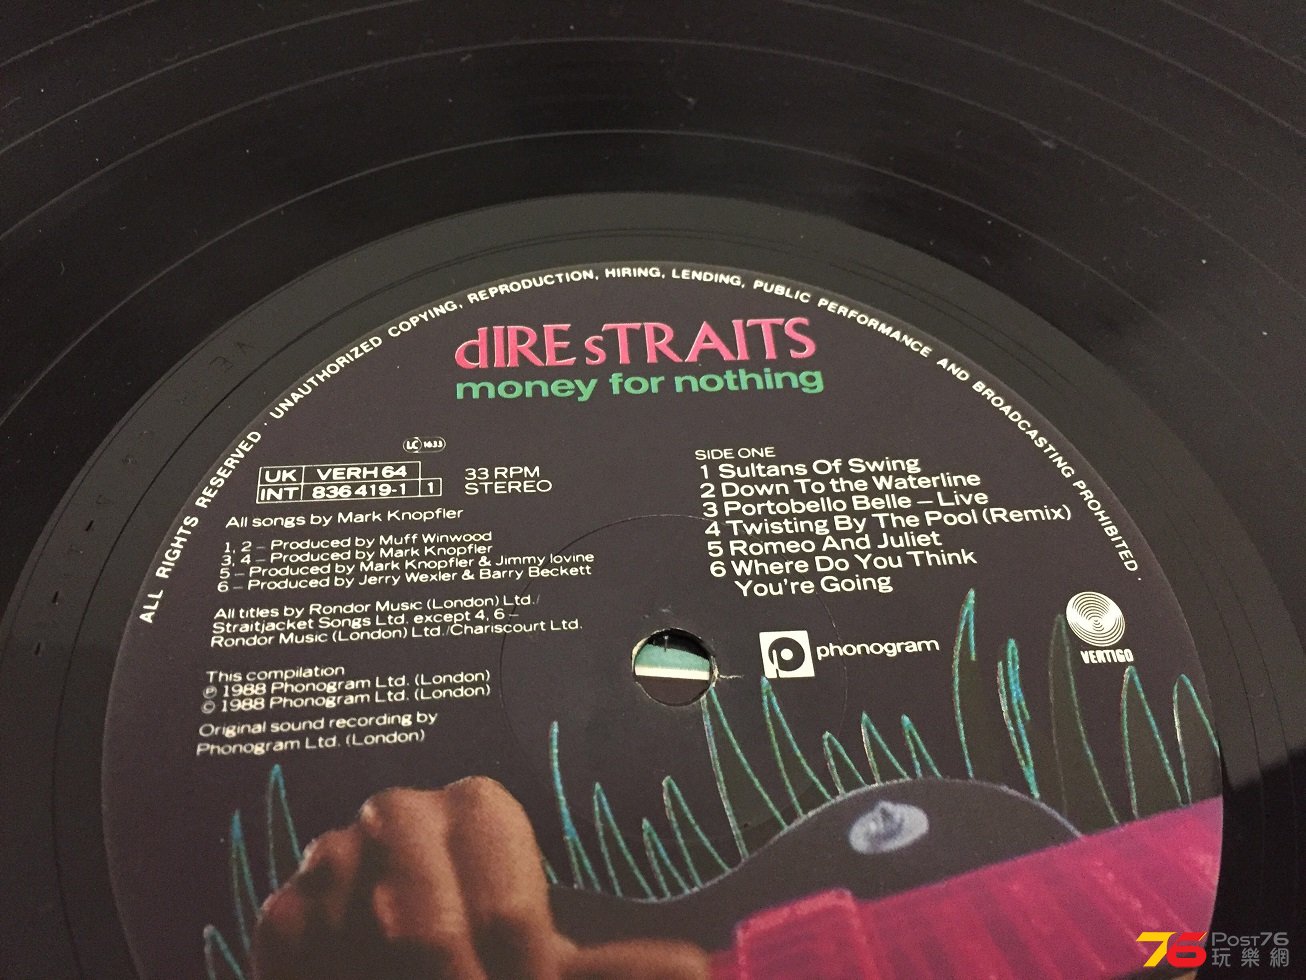 ALL RIGHTS RESERVED · UNAUTHORIZED COPYING, REPRODUCTION, HIRING, LENDING, PUBLIC PERFORMANCE AND BROADCASTING PROHIBITED ·
dIRE sTRAITS
money for nothing
LC 1633
UK VERH 64
INT 836 419-1 1
33 RPM
STEREO
All songs by Mark Knopfler
1, 2 – Produced by Muff Winwood
3, 4 – Produced by Mark Knopfler
5 – Produced by Mark Knopfler & Jimmy Iovine
6 – Produced by Jerry Wexler & Barry Beckett
All titles by Rondor Music (London) Ltd./
Straitjacket Songs Ltd. except 4, 6 –
Rondor Music (London) Ltd./Chariscourt Ltd.
This compilation
℗ 1988 Phonogram Ltd. (London)
© 1988 Phonogram Ltd. (London)
Original sound recording by
Phonogram Ltd. (London)
SIDE ONE
1 Sultans Of Swing
2 Down To the Waterline
3 Portobello Belle – Live
4 Twisting By The Pool (Remix)
5 Romeo And Juliet
6 Where Do You Think
You're Going
phonogram
VERTIGO
76 POST76
玩樂網